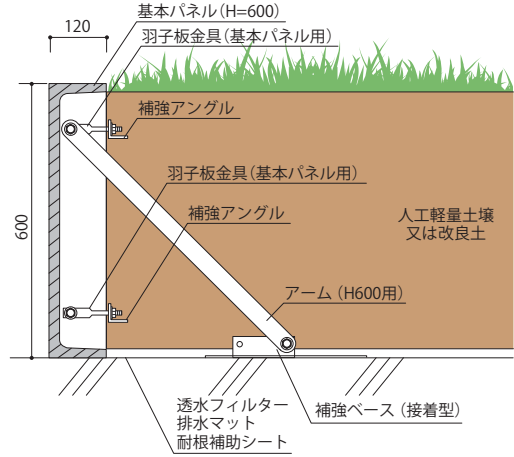 基本パネル(H=600)
120
羽子板金具(基本パネル用)
補強アングル
羽子板金具(基本パネル用)
補強アングル
600
人工軽量土壌
又は改良土
アーム(H600用)
透水フィルター
排水マット
耐根補助シート
補強ベース(接着型)